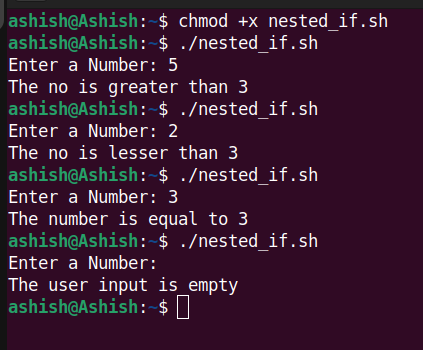 ashish@Ashish:~$ chmod +x nested_if.sh
ashish@Ashish:~$ ./nested_if.sh
Enter a Number: 5
The no is greater than 3
ashish@Ashish:~$ ./nested_if.sh
Enter a Number: 2
The no is lesser than 3
ashish@Ashish:~$ ./nested_if.sh
Enter a Number: 3
The number is equal to 3
ashish@Ashish:~$ ./nested_if.sh
Enter a Number:
The user input is empty
ashish@Ashish:~$